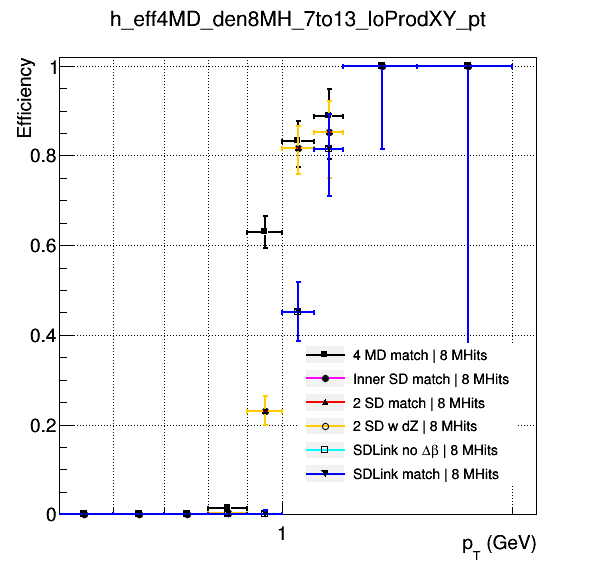 h_eff4MD_den8MH_7to13_loProdXY_pt
Efficiency
1
0.8
0.6
0.4
0.2
0
4 MD match | 8 MHits
Inner SD match | 8 MHits
2 SD match | 8 MHits
2 SD w dZ | 8 MHits
SDLink no Δβ | 8 MHits
SDLink match | 8 MHits
1
p_T (GeV)